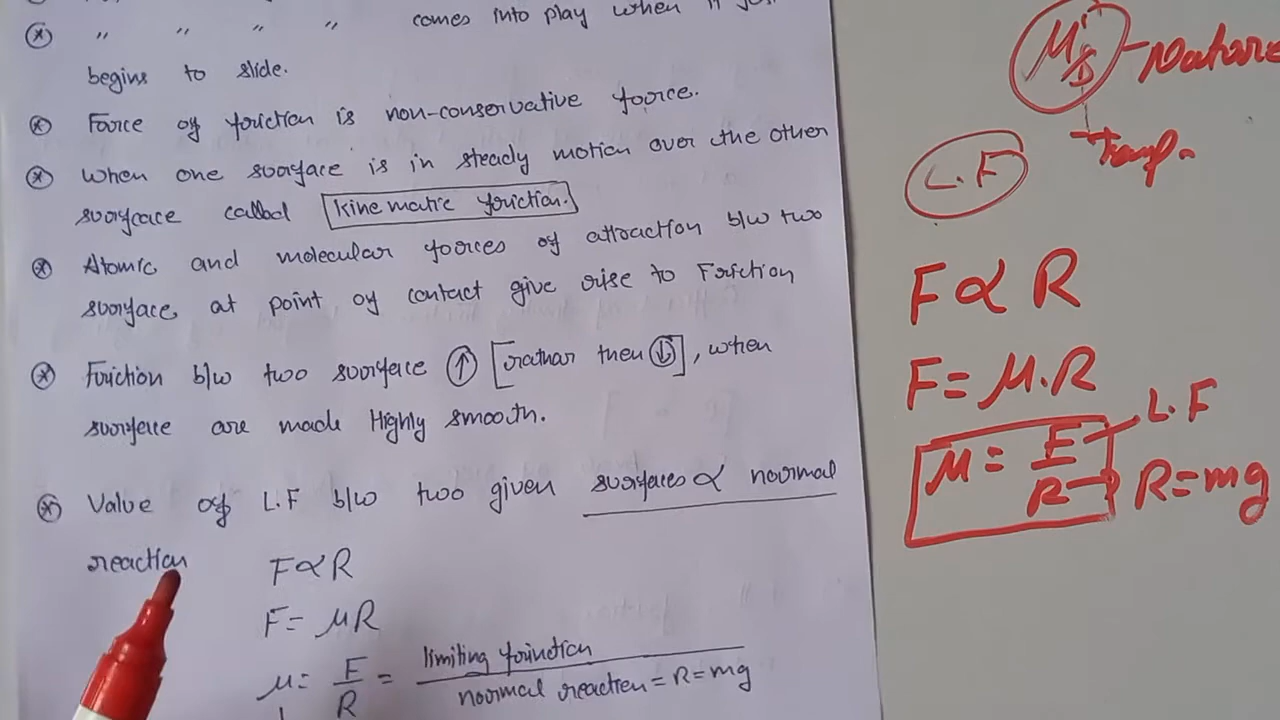 " " " " comes into play when it just
begins to slide.
Force of friction is non-conservative force.
When one surface is in steady motion over the other
surface called kinematic friction.
Atomic and molecular forces of attraction b/w two
surface at point of contact give rise to Friction
Friction b/w two surface ↑ [rathar then ↓], when
surface are made Highly smooth.
Value of L.F b/w two given surfaces ∝ normal
reaction
F∝R
F= μR
μ= F/R = limiting friction / normal reaction = R=mg
μ
Nature
Temp.
L.F
F∝R
F= μ.R
μ= F/R
L.F
R=mg